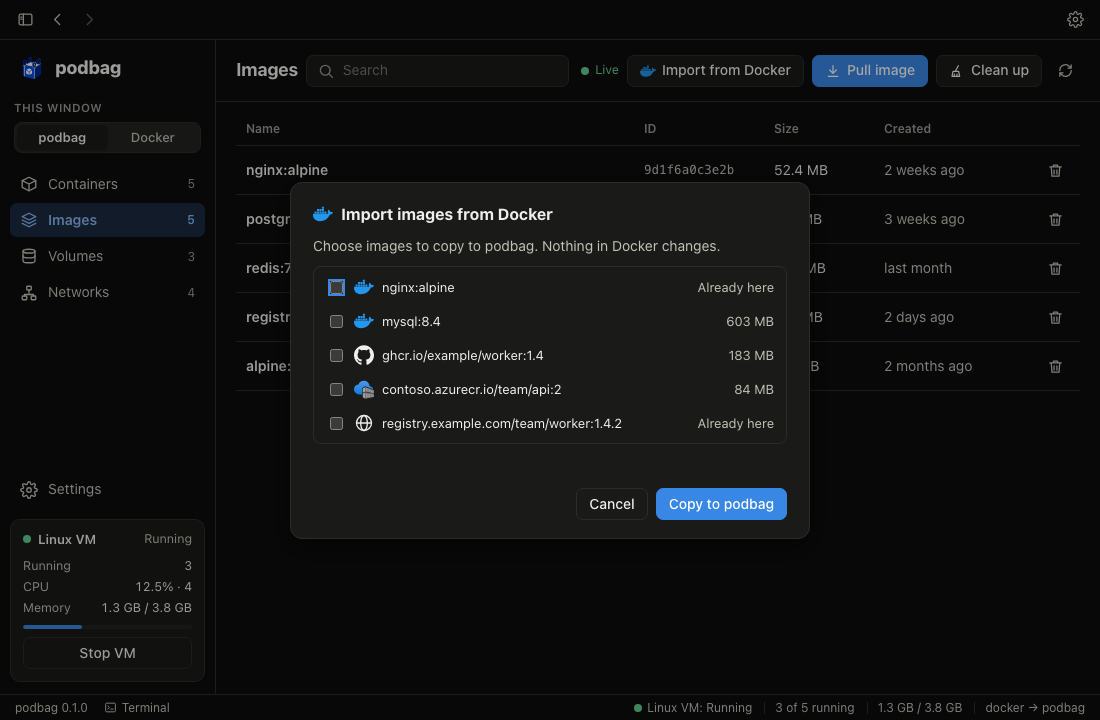 podbag
THIS WINDOW
podbag Docker
Containers 5
Images 5
Volumes 3
Networks 4
Settings
Linux VM Running
Running 3
CPU 12.5% · 4
Memory 1.3 GB / 3.8 GB
Stop VM
Images Search Live Import from Docker Pull image Clean up
Name ID Size Created
nginx:alpine 9d1f6a0c3e2b 52.4 MB 2 weeks ago
3 weeks ago
redis:7 MB last month
2 days ago
alpine: 2 months ago
Import images from Docker
Choose images to copy to podbag. Nothing in Docker changes.
nginx:alpine Already here
mysql:8.4 603 MB
ghcr.io/example/worker:1.4 183 MB
contoso.azurecr.io/team/api:2 84 MB
registry.example.com/team/worker:1.4.2 Already here
Cancel Copy to podbag
podbag 0.1.0 Terminal Linux VM: Running 3 of 5 running 1.3 GB / 3.8 GB docker → podbag